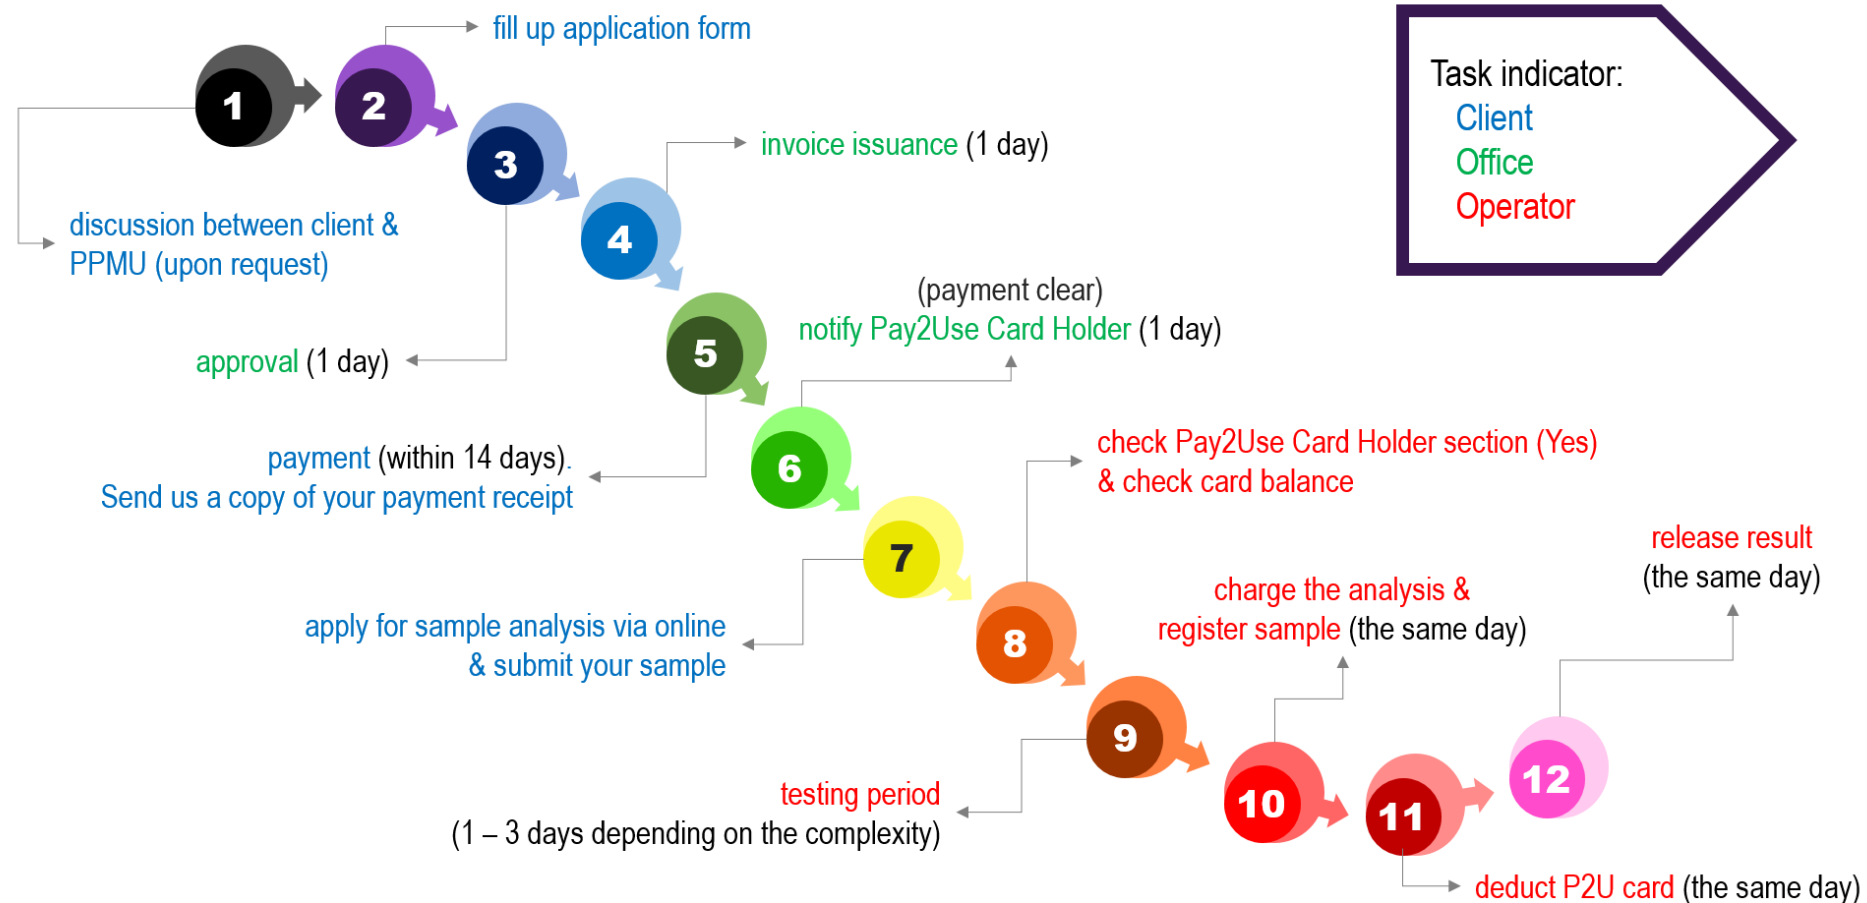 1
discussion between client &
PPMU (upon request)
2
fill up application form
3
approval (1 day)
4
invoice issuance (1 day)
5
payment (within 14 days).
Send us a copy of your payment receipt
6
(payment clear)
notify Pay2Use Card Holder (1 day)
7
apply for sample analysis via online
& submit your sample
8
check Pay2Use Card Holder section (Yes)
& check card balance
9
testing period
(1 – 3 days depending on the complexity)
10
charge the analysis &
register sample (the same day)
11
deduct P2U card (the same day)
12
release result
(the same day)
Task indicator:
Client
Office
Operator